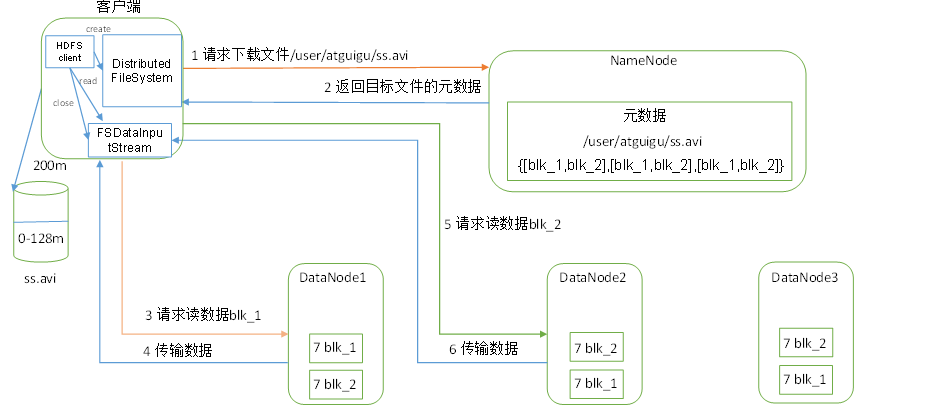 客户端
create
HDFS
client
Distributed
FileSystem
read
close
FSDataInpu
tStream
1 请求下载文件/user/atguigu/ss.avi
2 返回目标文件的元数据
NameNode
元数据
/user/atguigu/ss.avi
{[blk_1,blk_2],[blk_1,blk_2],[blk_1,blk_2]}
200m
0-128m
ss.avi
5 请求读数据blk_2
3 请求读数据blk_1
4 传输数据
6 传输数据
DataNode1
7 blk_1
7 blk_2
DataNode2
7 blk_2
7 blk_1
DataNode3
7 blk_2
7 blk_1